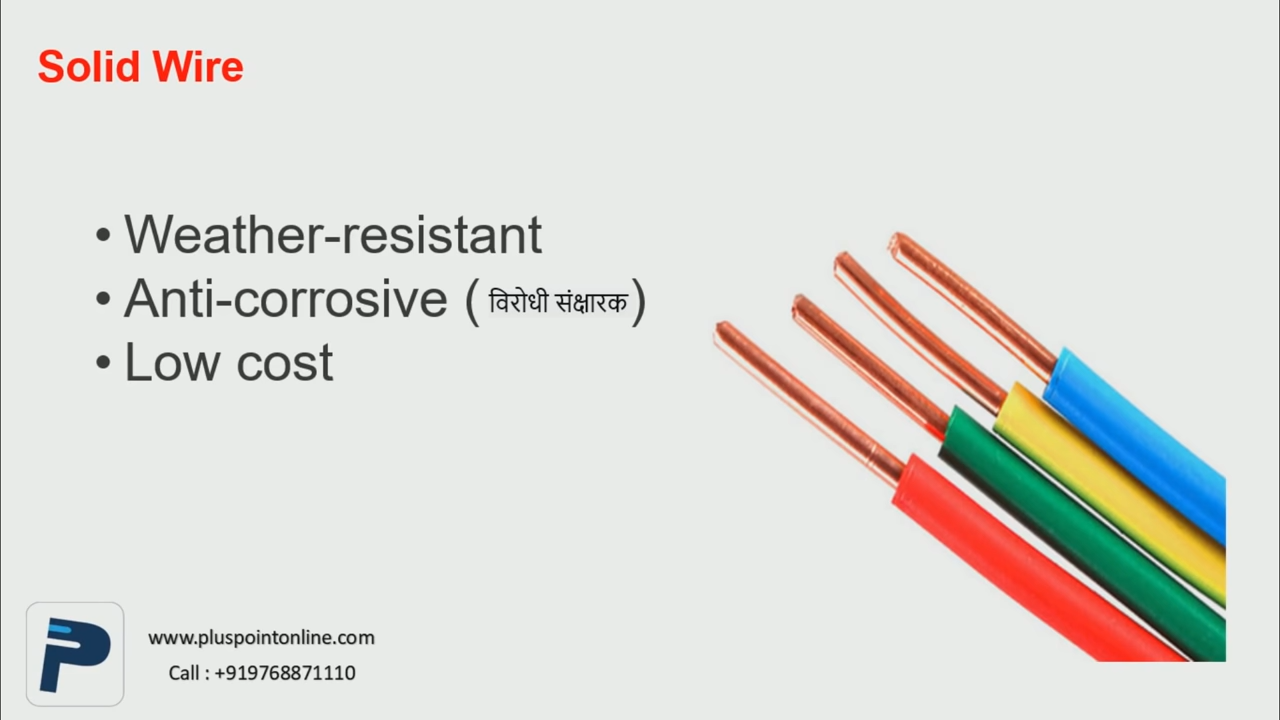 Solid Wire
• Weather-resistant
• Anti-corrosive ( विरोधी संक्षारक)
• Low cost
www.pluspointonline.com
Call : +919768871110